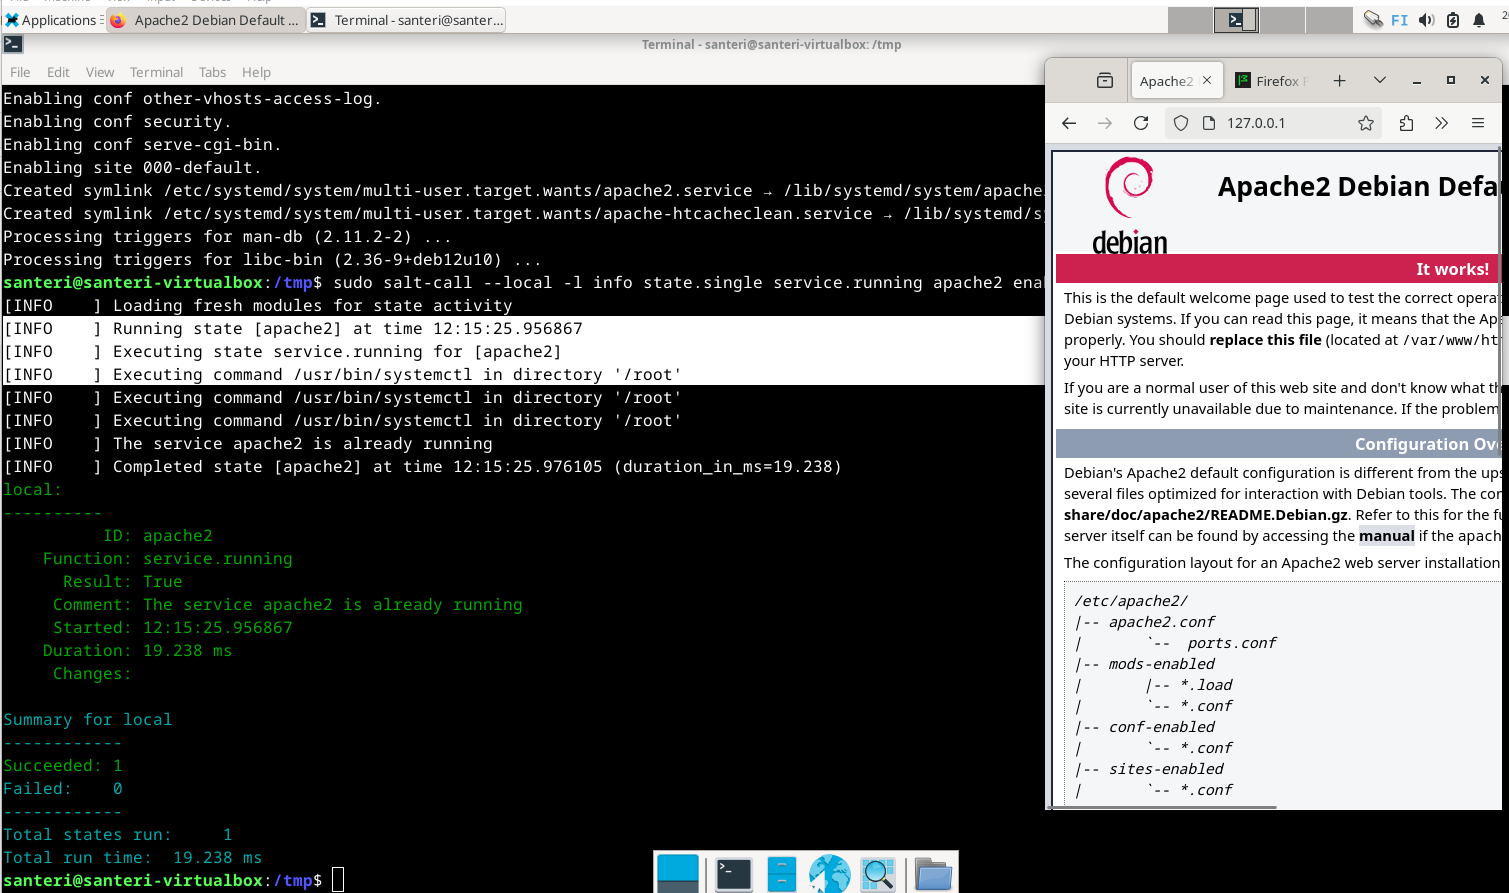 Applications
Apache2 Debian Default ...
Terminal - santeri@santer...
FI
Terminal - santeri@santeri-virtualbox: /tmp
File Edit View Terminal Tabs Help
Enabling conf other-vhosts-access-log.
Enabling conf security.
Enabling conf serve-cgi-bin.
Enabling site 000-default.
Created symlink /etc/systemd/system/multi-user.target.wants/apache2.service → /lib/systemd/system/apache
Created symlink /etc/systemd/system/multi-user.target.wants/apache-htcacheclean.service → /lib/systemd/s
Processing triggers for man-db (2.11.2-2) ...
Processing triggers for libc-bin (2.36-9+deb12u10) ...
santeri@santeri-virtualbox:/tmp$ sudo salt-call --local -l info state.single service.running apache2 ena
[INFO    ] Loading fresh modules for state activity
[INFO    ] Running state [apache2] at time 12:15:25.956867
[INFO    ] Executing state service.running for [apache2]
[INFO    ] Executing command /usr/bin/systemctl in directory '/root'
[INFO    ] Executing command /usr/bin/systemctl in directory '/root'
[INFO    ] Executing command /usr/bin/systemctl in directory '/root'
[INFO    ] The service apache2 is already running
[INFO    ] Completed state [apache2] at time 12:15:25.976105 (duration_in_ms=19.238)
local:
----------
          ID: apache2
    Function: service.running
      Result: True
     Comment: The service apache2 is already running
     Started: 12:15:25.956867
    Duration: 19.238 ms
     Changes:
Summary for local
------------
Succeeded: 1
Failed:    0
------------
Total states run:     1
Total run time:  19.238 ms
santeri@santeri-virtualbox:/tmp$
Apache2
Firefox
127.0.0.1
debian
Apache2 Debian Defa
It works!
This is the default welcome page used to test the correct operat
Debian systems. If you can read this page, it means that the Ap
properly. You should replace this file (located at /var/www/ht
your HTTP server.
If you are a normal user of this web site and don't know what th
site is currently unavailable due to maintenance. If the problem
Configuration Ov
Debian's Apache2 default configuration is different from the ups
several files optimized for interaction with Debian tools. The con
share/doc/apache2/README.Debian.gz. Refer to this for the fu
server itself can be found by accessing the manual if the apach
The configuration layout for an Apache2 web server installation
/etc/apache2/
|-- apache2.conf
|       `--  ports.conf
|-- mods-enabled
|       |-- *.load
|       `-- *.conf
|-- conf-enabled
|       `-- *.conf
|-- sites-enabled
|       `-- *.conf